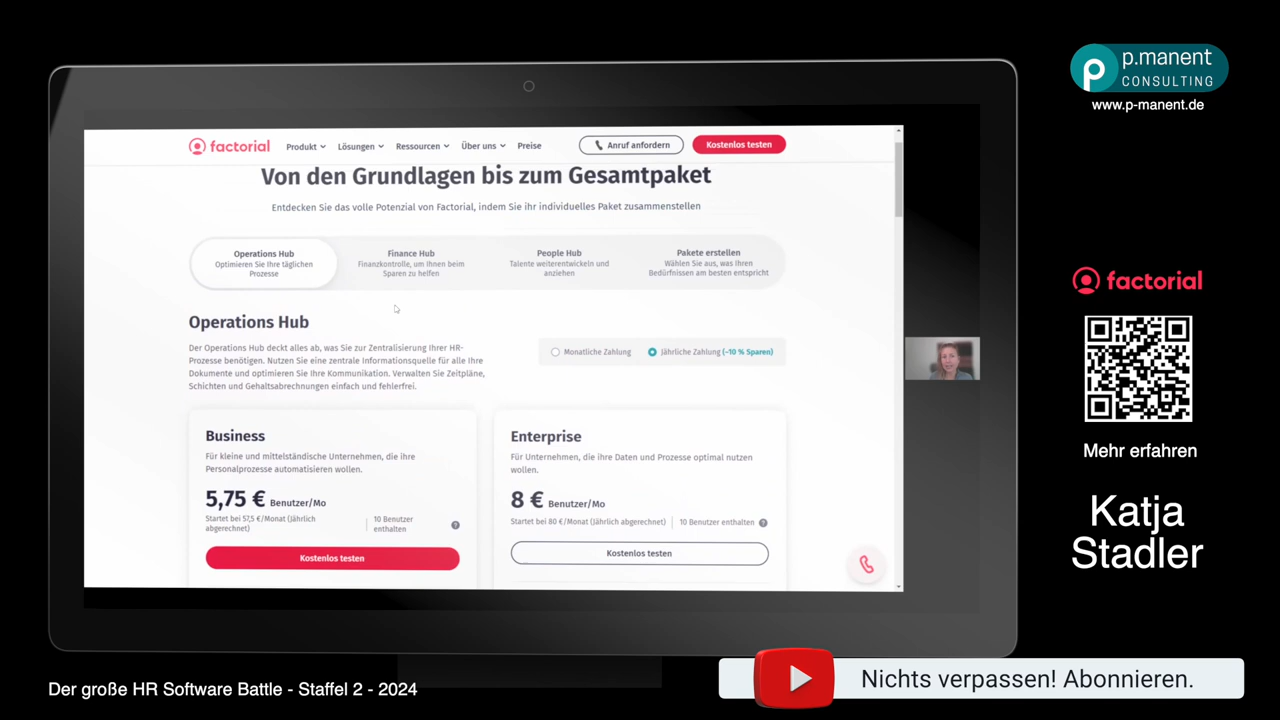 p.manent
CONSULTING
www.p-manent.de
factorial
Produkt
Lösungen
Ressourcen
Über uns
Preise
Anruf anfordern
Kostenlos testen
Von den Grundlagen bis zum Gesamtpaket
Entdecken Sie das volle Potenzial von Factorial, indem Sie ihr individuelles Paket zusammenstellen
Operations Hub
Optimieren Sie Ihre täglichen
Prozesse
Finance Hub
Finanzkontrolle, um Ihnen beim
Sparen zu helfen
People Hub
Talente weiterentwickeln und
anziehen
Pakete erstellen
Wählen Sie aus, was Ihren
Bedürfnissen am besten entspricht
Operations Hub
Der Operations Hub deckt alles ab, was Sie zur Zentralisierung Ihrer HR-
Prozesse benötigen. Nutzen Sie eine zentrale Informationsquelle für alle Ihre
Dokumente und optimieren Sie Ihre Kommunikation. Verwalten Sie Zeitpläne,
Schichten und Gehaltsabrechnungen einfach und fehlerfrei.
Monatliche Zahlung
Jährliche Zahlung (-10 % Sparen)
Business
Für kleine und mittelständische Unternehmen, die ihre
Personalprozesse automatisieren wollen.
5,75 € Benutzer/Mo
Startet bei 57,5 €/Monat (Jährlich
abgerechnet)
10 Benutzer
enthalten
?
Kostenlos testen
Enterprise
Für Unternehmen, die ihre Daten und Prozesse optimal nutzen
wollen.
8 € Benutzer/Mo
Startet bei 80 €/Monat (Jährlich abgerechnet)
10 Benutzer enthalten
?
Kostenlos testen
factorial
Mehr erfahren
Katja
Stadler
Der große HR Software Battle - Staffel 2 - 2024
Nichts verpassen! Abonnieren.